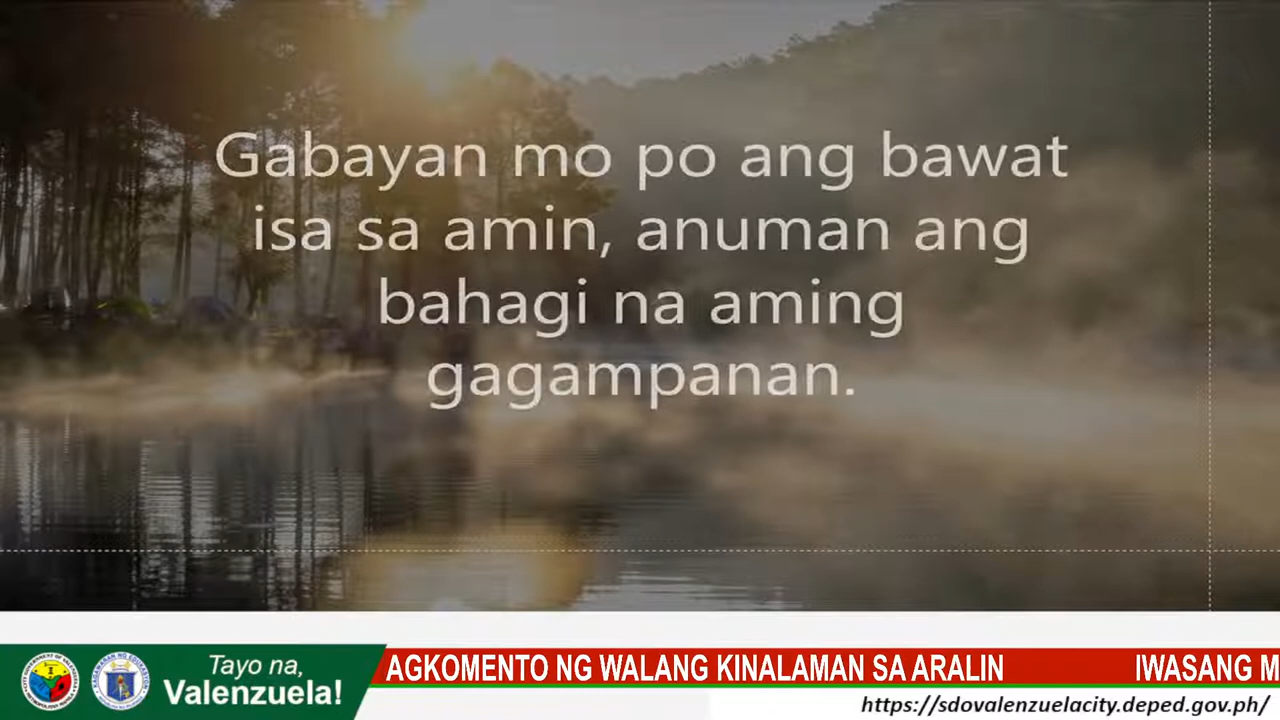 Gabayan mo po ang bawat
isa sa amin, anuman ang
bahagi na aming
gagampanan.
Tayo na,
Valenzuela!
AGKOMENTO NG WALANG KINALAMAN SA ARALIN IWASANG M
https://sdovalenzuelacity.deped.gov.ph/